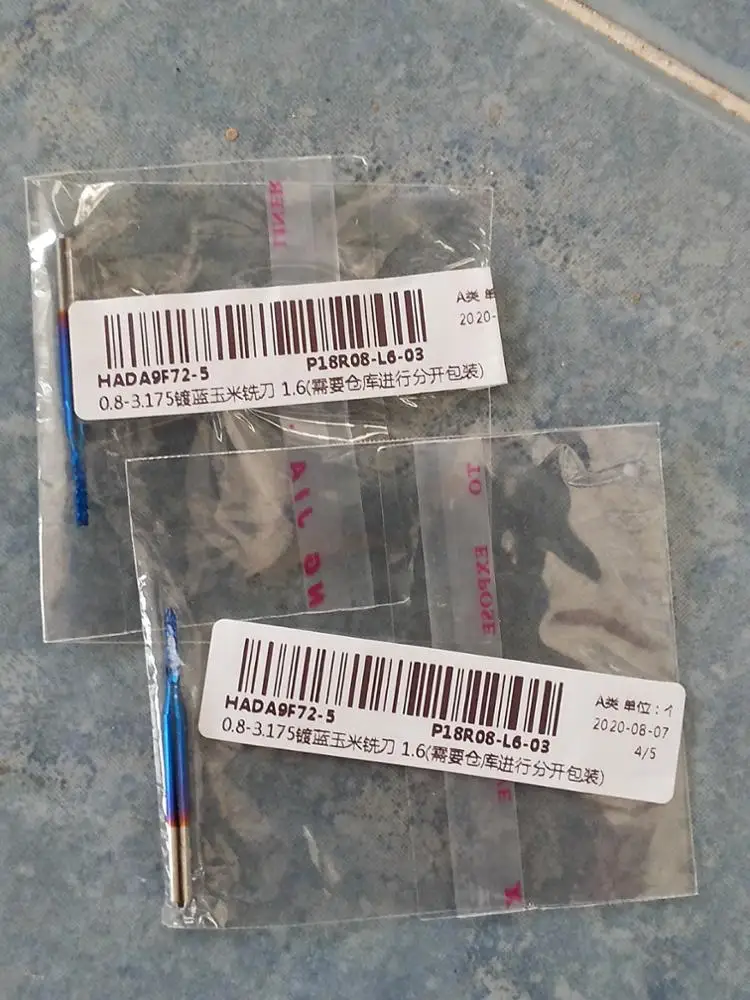 A类 单
2020-
HADA9F72-5
P18R08-L6-03
0.8-3.175镀蓝玉米铣刀 1.6(需要仓库进行分开包装)
TO
EXPOSE
HADA9F72-5
P18R08-L6-03
0.8-3.175镀蓝玉米铣刀 1.6(需要仓库进行分开包装)
A类 单位:个
2020-08-07
4/5